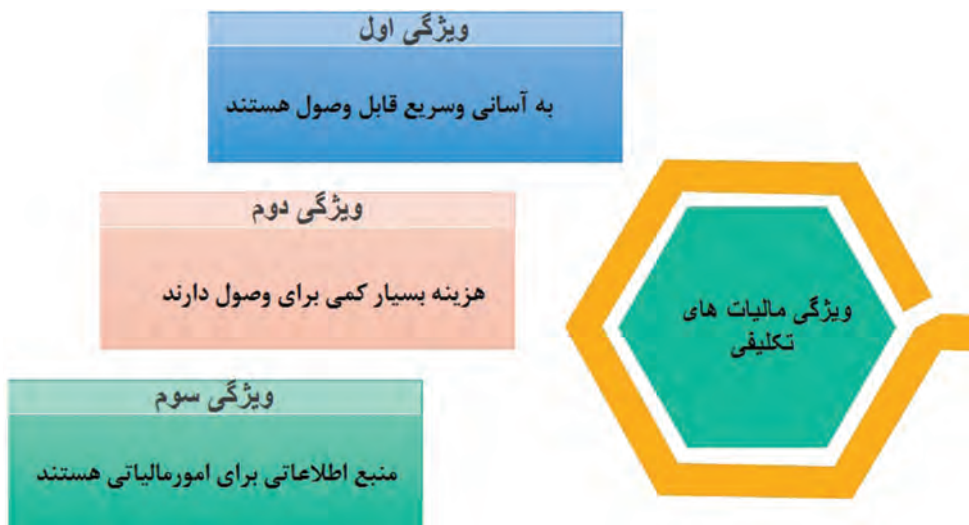 ویژگی اول
به آسانی وسریع قابل وصول هستند
ویژگی دوم
هزینه بسیار کمی برای وصول دارند
ویژگی سوم
منبع اطلاعاتی برای امورمالیاتی هستند
ویژگی مالیات های
تکلیفی